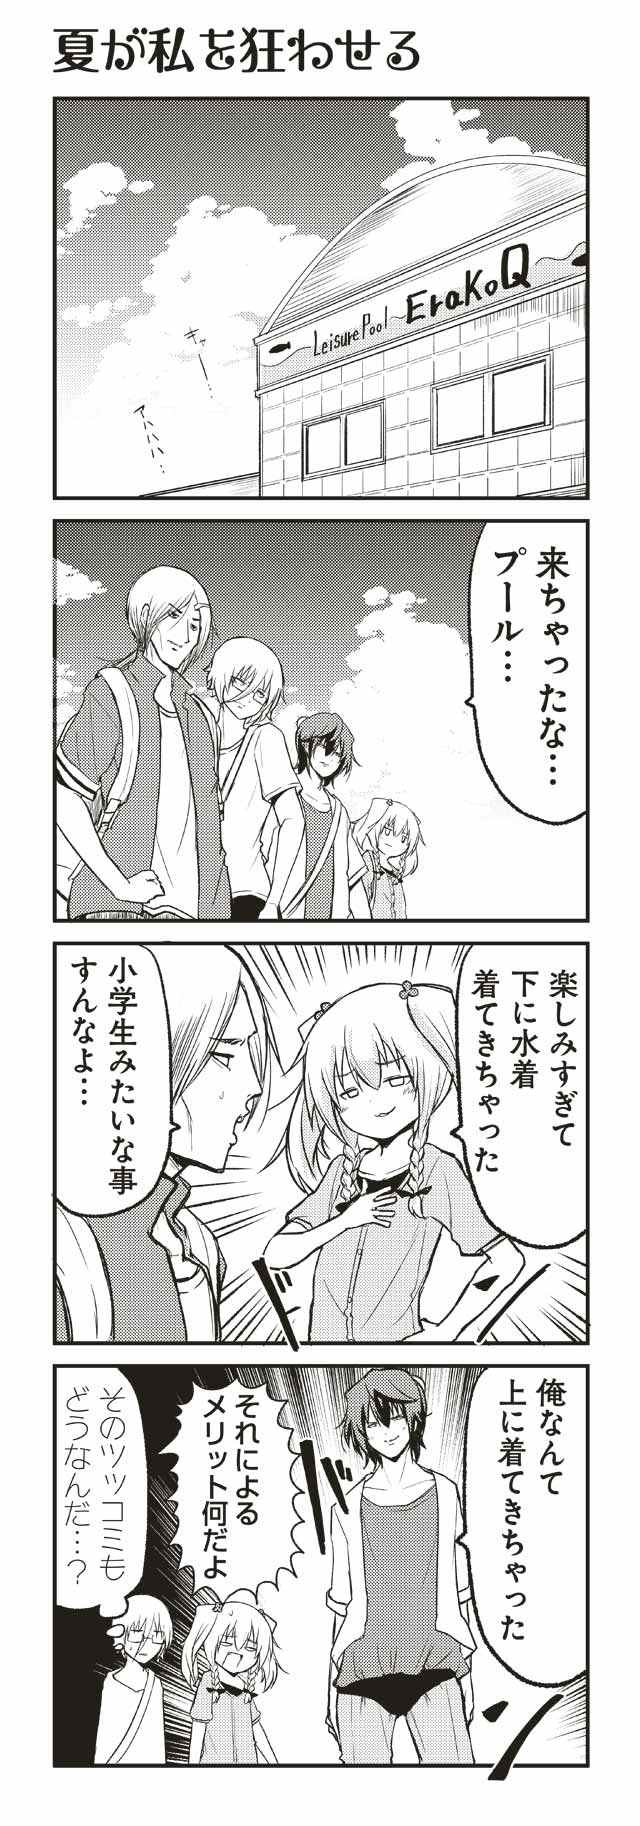 夏が私を狂わせる
Leisure Pool
EraKoQ
キャーー…
アハハハ…
来ちゃったな…
プール…
楽しみすぎて
下に水着
着てきちゃった
小学生みたいな事
すんなよ…
俺なんて
上に着てきちゃった
それによる
メリット何だよ
そのツッコミも
どうなんだ…?